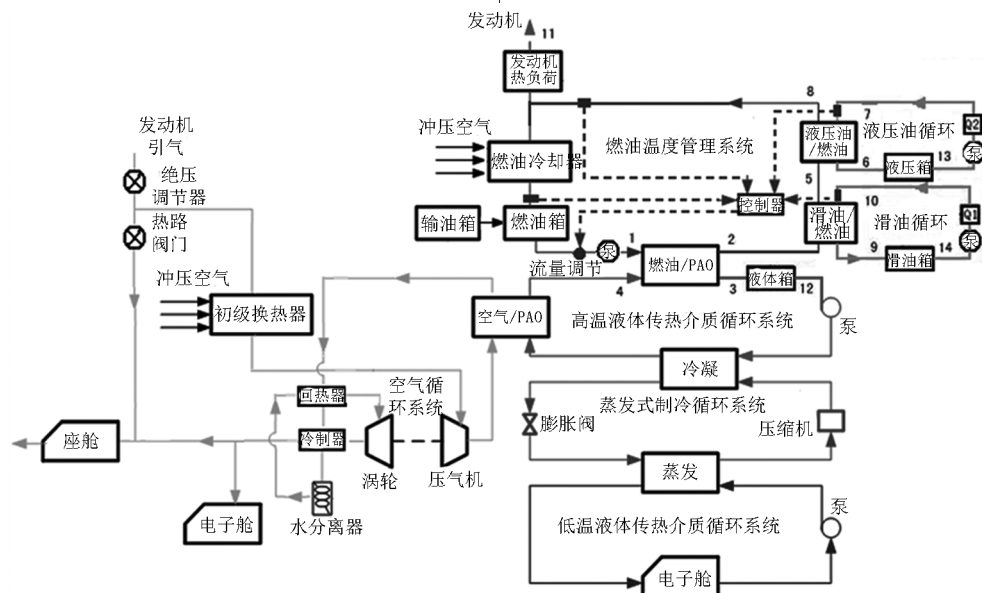 发动机
11
发动机
热负荷
8
发动机
引气
冲压空气
燃油冷却器
燃油温度管理系统
液压油
/燃油
7
液压油循环
Q2
泵
6
液压箱
13
绝压
调节器
5
热路
阀门
输油箱
燃油箱
控制器
滑油/
燃油
10
滑油循环
Q1
泵
9
滑油箱
14
流量调节
泵
1
2
燃油/PAO
3
液体箱
12
4
冲压空气
初级换热器
空气/PAO
高温液体传热介质循环系统
泵
冷凝
回热器
空气循
环系统
蒸发式制冷循环系统
膨胀阀
压缩机
座舱
冷制器
涡轮
压气机
蒸发
水分离器
电子舱
低温液体传热介质循环系统
泵
电子舱